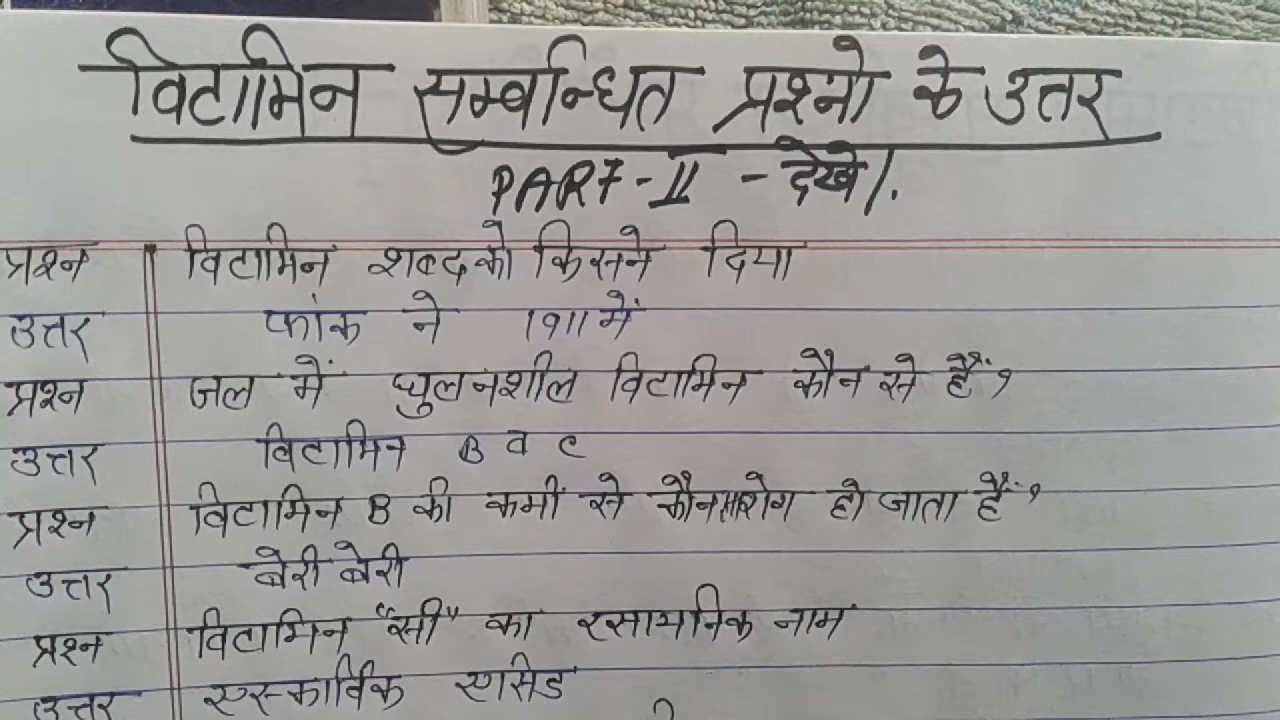 विटामिन सम्बन्धित प्रश्नो के उत्तर
PART-II - देखे।.
प्रश्न विटामिन शब्द को किसने दिया
उत्तर फांक ने 1911 में
प्रश्न जल में घुलनशील विटामिन कौन से हैं?
उत्तर विटामिन B व C
प्रश्न विटामिन B की कमी से कौनसा रोग हो जाता हैं?
उत्तर बेरी बेरी
प्रश्न विटामिन "सी" का रसायनिक नाम
उत्तर एस्कार्विक एसिड